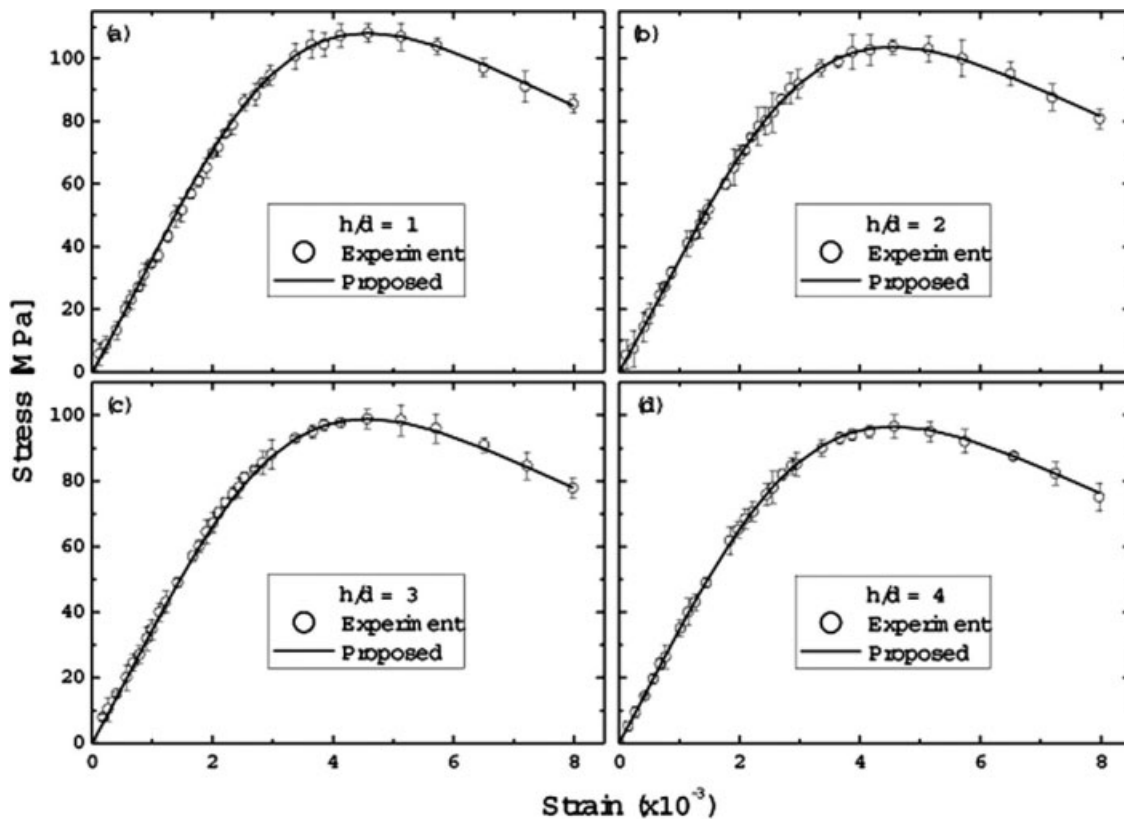 (a)
100
80
60
40
20
0
h/d = 1
Experiment
Proposed
(b)
h/d = 2
Experiment
Proposed
(c)
100
80
60
40
20
0
0 2 4 6 8
h/d = 3
Experiment
Proposed
(d)
0 2 4 6 8
h/d = 4
Experiment
Proposed
Stress [MPa]
Strain (x10⁻³)